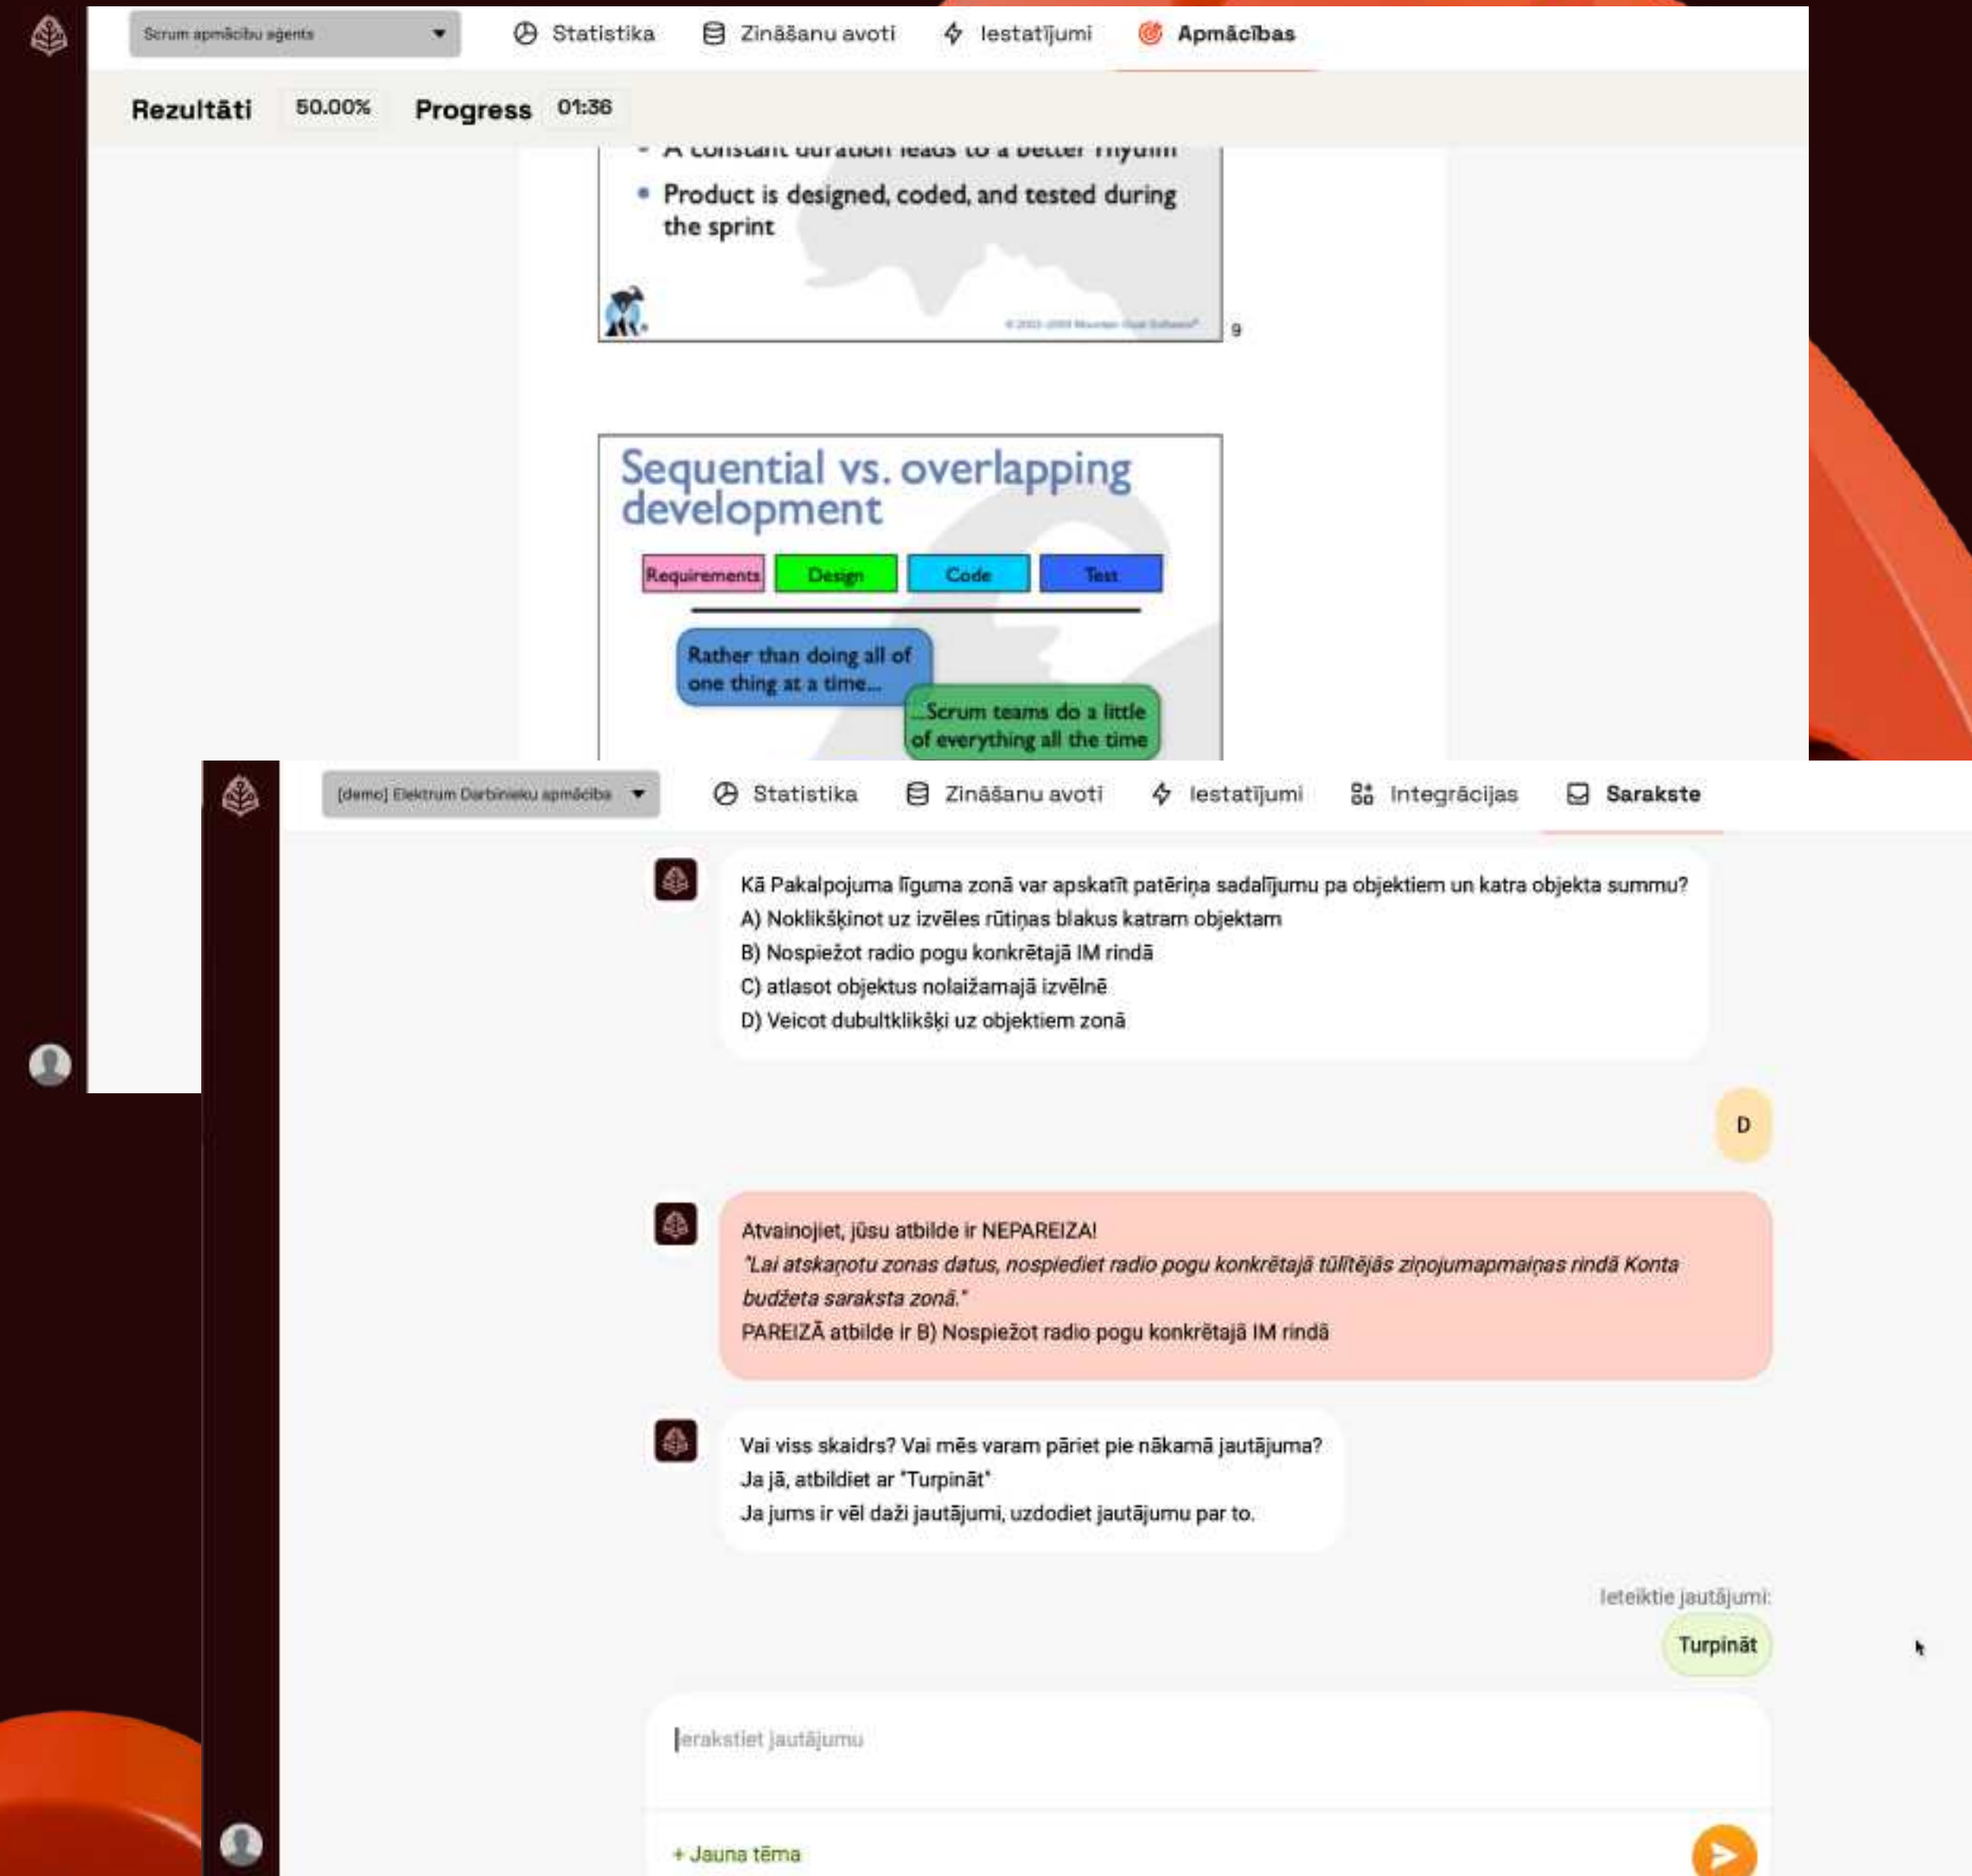 Scrum apmācību aģents
Statistika
Zināšanu avoti
Iestatījumi
Apmācības
Rezultāti 50.00% Progress 01:36
• A constant duration leads to a better rhythm
• Product is designed, coded, and tested during
the sprint
9
Sequential vs. overlapping
development
Requirements Design Code Test
Rather than doing all of
one thing at a time...
...Scrum teams do a little
of everything all the time
[demo] Elektrum Darbinieku apmācība
Statistika
Zināšanu avoti
Iestatījumi
Integrācijas
Sarakste
Kā Pakalpojuma līguma zonā var apskatīt patēriņa sadalījumu pa objektiem un katra objekta summu?
A) Noklikšķinot uz izvēles rūtiņas blakus katram objektam
B) Nospiežot radio pogu konkrētajā IM rindā
C) atlasot objektus nolaižamajā izvēlnē
D) Veicot dubultklikšķi uz objektiem zonā
D
Atvainojiet, jūsu atbilde ir NEPAREIZA!
"Lai atskaņotu zonas datus, nospiediet radio pogu konkrētajā tūlītējās ziņojumapmaiņas rindā Konta
budžeta saraksta zonā."
PAREIZĀ atbilde ir B) Nospiežot radio pogu konkrētajā IM rindā
Vai viss skaidrs? Vai mēs varam pāriet pie nākamā jautājuma?
Ja jā, atbildiet ar "Turpināt"
Ja jums ir vēl daži jautājumi, uzdodiet jautājumu par to.
Ieteiktie jautājumi:
Turpināt
Ierakstiet jautājumu
+ Jauna tēma